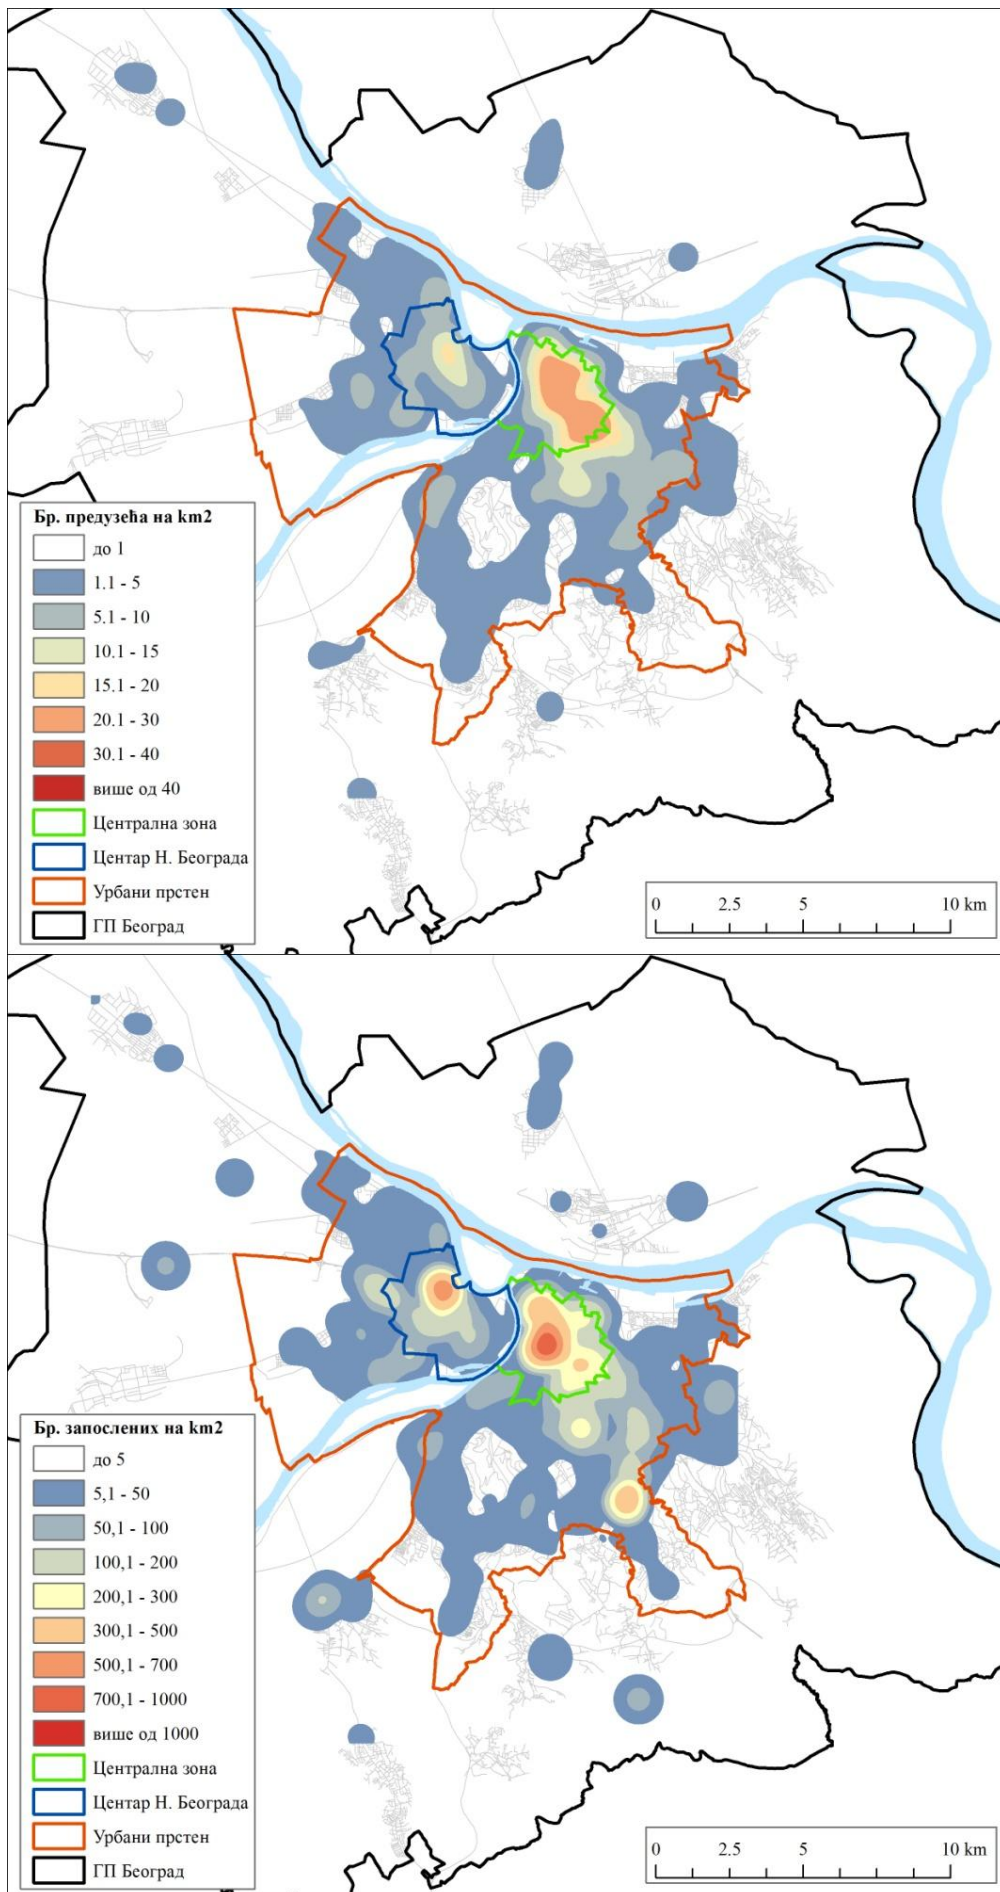 Бр. предузећа на km2
до 1
1.1 - 5
5.1 - 10
10.1 - 15
15.1 - 20
20.1 - 30
30.1 - 40
више од 40
Централна зона
Центар Н. Београда
Урбани прстен
ГП Београд
0 2.5 5 10 km
Бр. запослених на km2
до 5
5,1 - 50
50,1 - 100
100,1 - 200
200,1 - 300
300,1 - 500
500,1 - 700
700,1 - 1000
више од 1000
Централна зона
Центар Н. Београда
Урбани прстен
ГП Београд
0 2.5 5 10 km